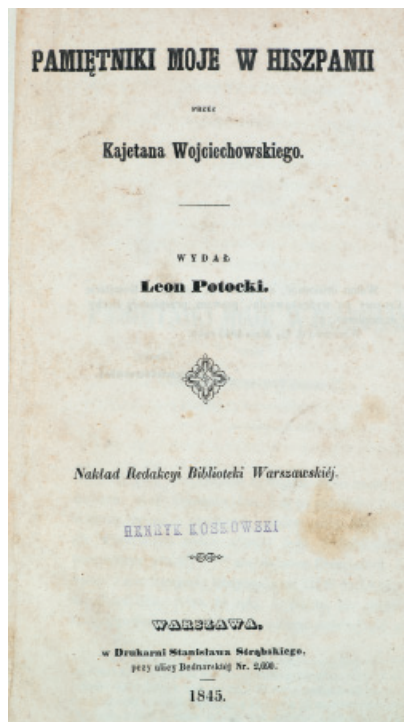 PAMIĘTNIKI MOJE W HISZPANII
PRZEZ
Kajetana Wojciechowskiego.
WYDAŁ
Leon Potocki.
Nakład Redakcyi Biblioteki Warszawskiéj.
HENRYK KOSSOWSKI
WARSZAWA,
w Drukarni Stanisława Strąbskiego,
przy ulicy Bednarskiéj Nr. 2,690.
1845.